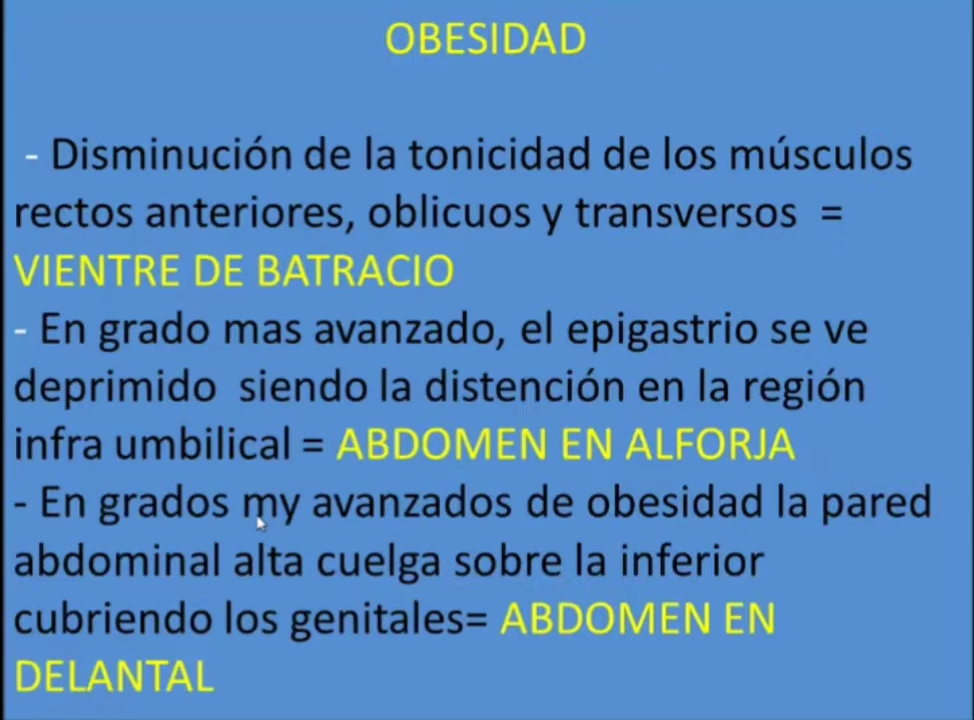 OBESIDAD
- Disminución de la tonicidad de los músculos
rectos anteriores, oblicuos y transversos =
VIENTRE DE BATRACIO
- En grado mas avanzado, el epigastrio se ve
deprimido siendo la distención en la región
infra umbilical = ABDOMEN EN ALFORJA
- En grados my avanzados de obesidad la pared
abdominal alta cuelga sobre la inferior
cubriendo los genitales= ABDOMEN EN
DELANTAL